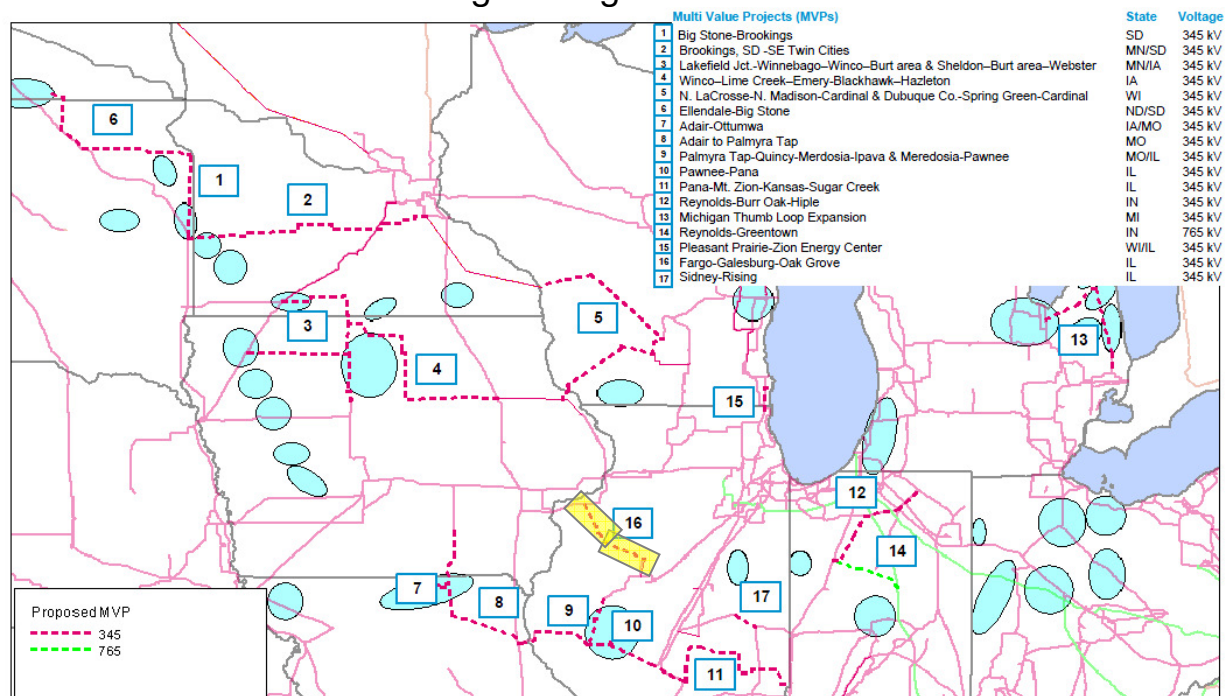 Multi Value Projects (MVPs) State Voltage
1 Big Stone-Brookings SD 345 kV
2 Brookings, SD -SE Twin Cities MN/SD 345 kV
3 Lakefield Jct.-Winnebago–Winco–Burt area & Sheldon–Burt area–Webster MN/IA 345 kV
4 Winco–Lime Creek–Emery-Blackhawk–Hazleton IA 345 kV
5 N. LaCrosse-N. Madison-Cardinal & Dubuque Co.-Spring Green-Cardinal WI 345 kV
6 Ellendale-Big Stone ND/SD 345 kV
7 Adair-Ottumwa IA/MO 345 kV
8 Adair to Palmyra Tap MO 345 kV
9 Palmyra Tap-Quincy-Merdosia-Ipava & Meredosia-Pawnee MO/IL 345 kV
10 Pawnee-Pana IL 345 kV
11 Pana-Mt. Zion-Kansas-Sugar Creek IL 345 kV
12 Reynolds-Burr Oak-Hiple IN 345 kV
13 Michigan Thumb Loop Expansion MI 345 kV
14 Reynolds-Greentown IN 765 kV
15 Pleasant Prairie-Zion Energy Center WI/IL 345 kV
16 Fargo-Galesburg-Oak Grove IL 345 kV
17 Sidney-Rising IL 345 kV
6
1
2
3
5
13
4
15
12
16
14
7
8
9
10
17
11
Proposed MVP
345
765